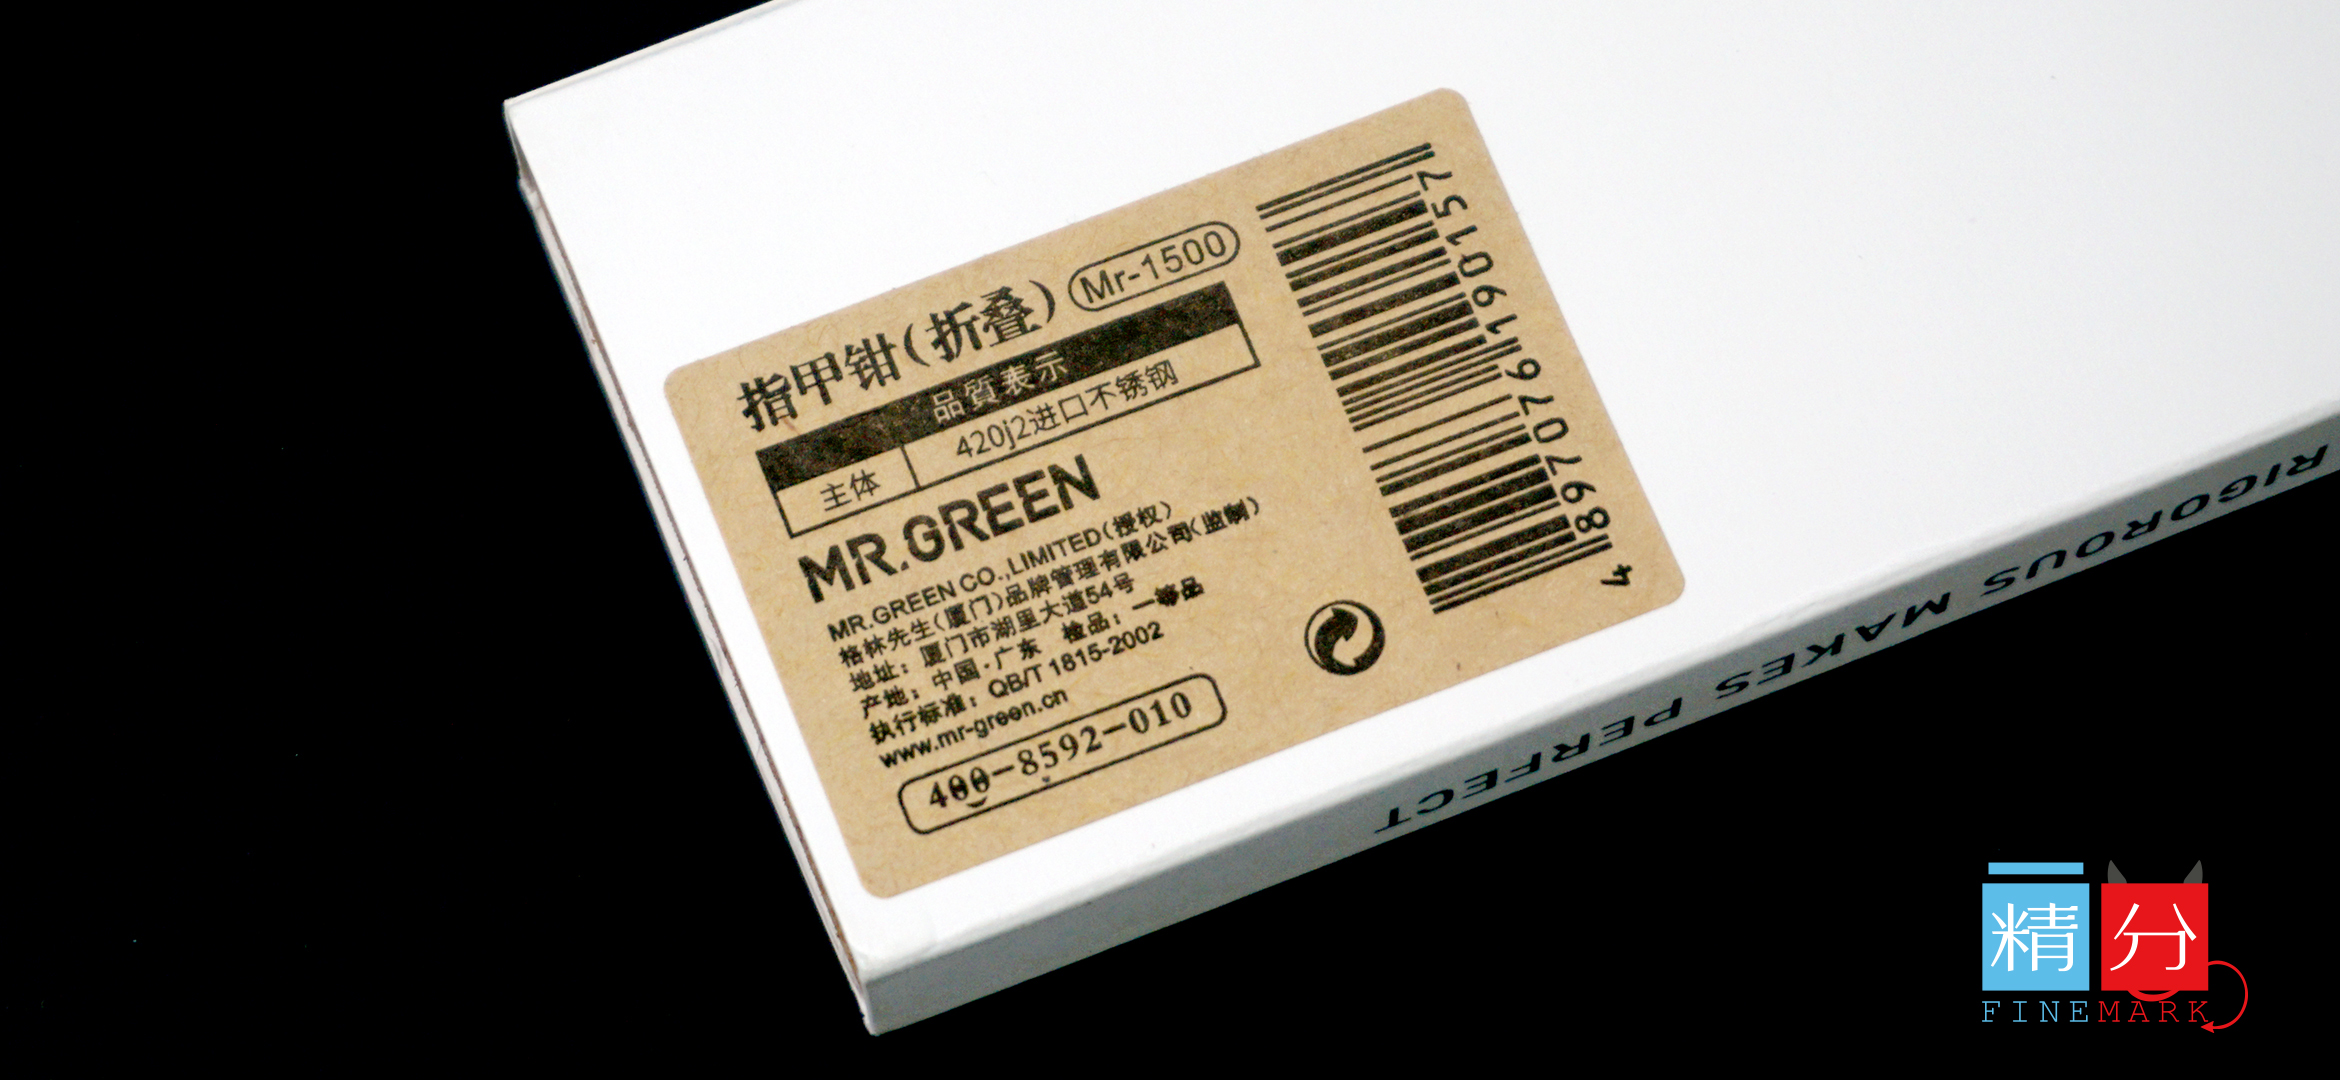 指甲钳(折叠) Mr-1500
品質表示
主体 420j2进口不锈钢
MR.GREEN
MR.GREEN CO.,LIMITED(授权)
格林先生(厦门)品牌管理有限公司(监制)
地址：厦门市湖里大道54号
产地：中国·广东 检品：一等品
执行标准：QB/T 1815-2002
www.mr-green.cn
400-8592-010
4897076190157
RIGOROUS MAKES PERFECT
精分
FINEMARK